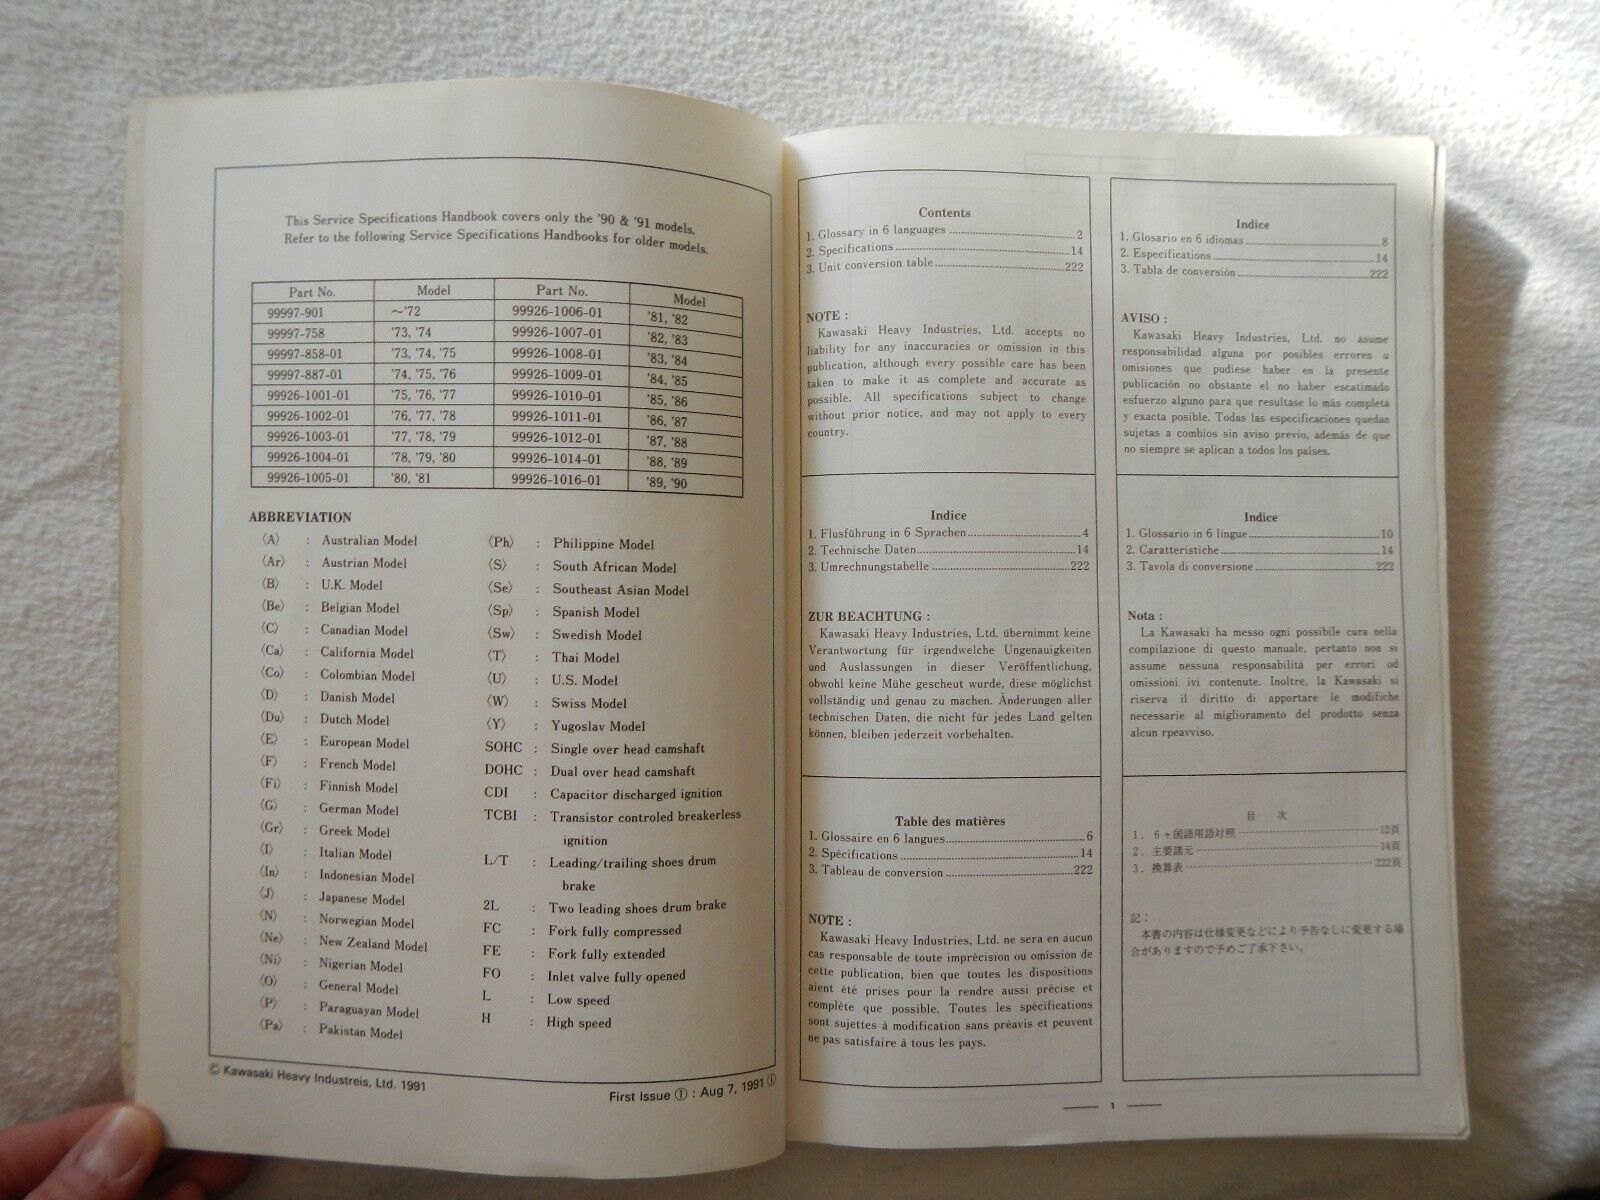 This Service Specifications Handbook covers only the '90 & '91 models.
Refer to the following Service Specifications Handbooks for older models.
Part No. Model Part No. Model
99997-901 ～'72 99926-1006-01 '81, '82
99997-758 '73, '74 99926-1007-01 '82, '83
99997-858-01 '73, '74, '75 99926-1008-01 '83, '84
99997-887-01 '74, '75, '76 99926-1009-01 '84, '85
99926-1001-01 '75, '76, '77 99926-1010-01 '85, '86
99926-1002-01 '76, '77, '78 99926-1011-01 '86, '87
99926-1003-01 '77, '78, '79 99926-1012-01 '87, '88
99926-1004-01 '78, '79, '80 99926-1014-01 '88, '89
99926-1005-01 '80, '81 99926-1016-01 '89, '90
ABBREVIATION
〈A〉 : Australian Model
〈Ar〉 : Austrian Model
〈B〉 : U.K. Model
〈Be〉 : Belgian Model
〈C〉 : Canadian Model
〈Ca〉 : California Model
〈Co〉 : Colombian Model
〈D〉 : Danish Model
〈Du〉 : Dutch Model
〈E〉 : European Model
〈F〉 : French Model
〈Fi〉 : Finnish Model
〈G〉 : German Model
〈Gr〉 : Greek Model
〈I〉 : Italian Model
〈In〉 : Indonesian Model
〈J〉 : Japanese Model
〈N〉 : Norwegian Model
〈Ne〉 : New Zealand Model
〈Ni〉 : Nigerian Model
〈O〉 : General Model
〈P〉 : Paraguayan Model
〈Pa〉 : Pakistan Model
〈Ph〉 : Philippine Model
〈S〉 : South African Model
〈Se〉 : Southeast Asian Model
〈Sp〉 : Spanish Model
〈Sw〉 : Swedish Model
〈T〉 : Thai Model
〈U〉 : U.S. Model
〈W〉 : Swiss Model
〈Y〉 : Yugoslav Model
SOHC : Single over head camshaft
DOHC : Dual over head camshaft
CDI : Capacitor discharged ignition
TCBI : Transistor controled breakerless
ignition
L/T : Leading/trailing shoes drum
brake
2L : Two leading shoes drum brake
FC : Fork fully compressed
FE : Fork fully extended
FO : Inlet valve fully opened
L : Low speed
H : High speed
© Kawasaki Heavy Industreis, Ltd. 1991
First Issue ① : Aug 7, 1991 ①
Contents
1. Glossary in 6 languages 2
2. Specifications 14
3. Unit conversion table 222
NOTE :
Kawasaki Heavy Industries, Ltd. accepts no
liability for any inaccuracies or omission in this
publication, although every possible care has been
taken to make it as complete and accurate as
possible. All specifications subject to change
without prior notice, and may not apply to every
country.
Indice
1. Glosario en 6 idiomas 8
2. Especifications 14
3. Tabla de conversión 222
AVISO :
Kawasaki Heavy Industries, Ltd. no asume
responsabilidad alguna por posibles errores u
omisiones que pudiese haber en la presente
publicación no obstante el no haber escatimado
esfuerzo alguno para que resultase lo más completa
y exacta posible. Todas las especificaciones quedan
sujetas a cambios sin aviso previo, además de que
no siempre se aplican a todos los países.
Indice
1. Flusführung in 6 Sprachen 4
2. Technische Daten 14
3. Umrechnungstabelle 222
ZUR BEACHTUNG :
Kawasaki Heavy Industries, Ltd. übernimmt keine
Verantwortung für irgendwelche Ungenauigkeiten
und Auslassungen in dieser Veröffentlichung,
obwohl keine Mühe gescheut wurde, diese möglichst
vollständig und genau zu machen. Änderungen aller
technischen Daten, die nicht für jedes Land gelten
können, bleiben jederzeit vorbehalten.
Indice
1. Glossario in 6 lingue 10
2. Caratteristiche 14
3. Tavola di conversione 222
Nota :
La Kawasaki ha messo ogni possibile cura nella
compilazione di questo manuale, pertanto non si
assume nessuna responsabilità per errori od
omissioni ivi contenute. Inoltre, la Kawasaki si
riserva il diritto di apportare le modifiche
necessarie al miglioramento del prodotto senza
alcun rpeavviso.
Table des matières
1. Glossaire en 6 langues 6
2. Spécifications 14
3. Tableau de conversion 222
NOTE :
Kawasaki Heavy Industries, Ltd. ne sera en aucun
cas responsable de toute imprécision ou omission de
cette publication, bien que toutes les dispositions
aient été prises pour la rendre aussi précise et
complète que possible. Toutes les spécifications
sont sujettes à modification sans préavis et peuvent
ne pas satisfaire à tous les pays.
目 次
1. 6ヶ国語用語対照 12頁
2. 主要諸元 14頁
3. 換算表 222頁
記：
本書の内容は仕様変更などにより予告なしに変更する場
合がありますので予めご了承下さい。
1